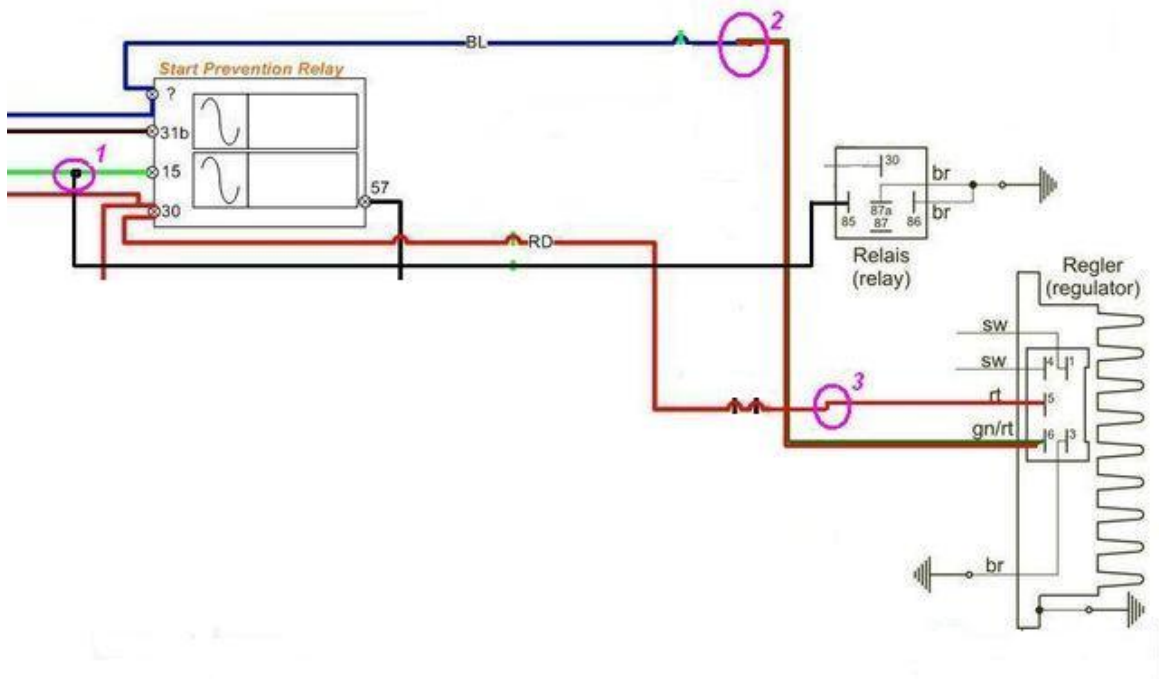 2
BL
Start Prevention Relay
?
31b
1
15
30
57
RD
30
br
br
85
87a
87
86
Relais
(relay)
Regler
(regulator)
sw
sw
4
1
3
rt
5
gn/rt
6
3
br